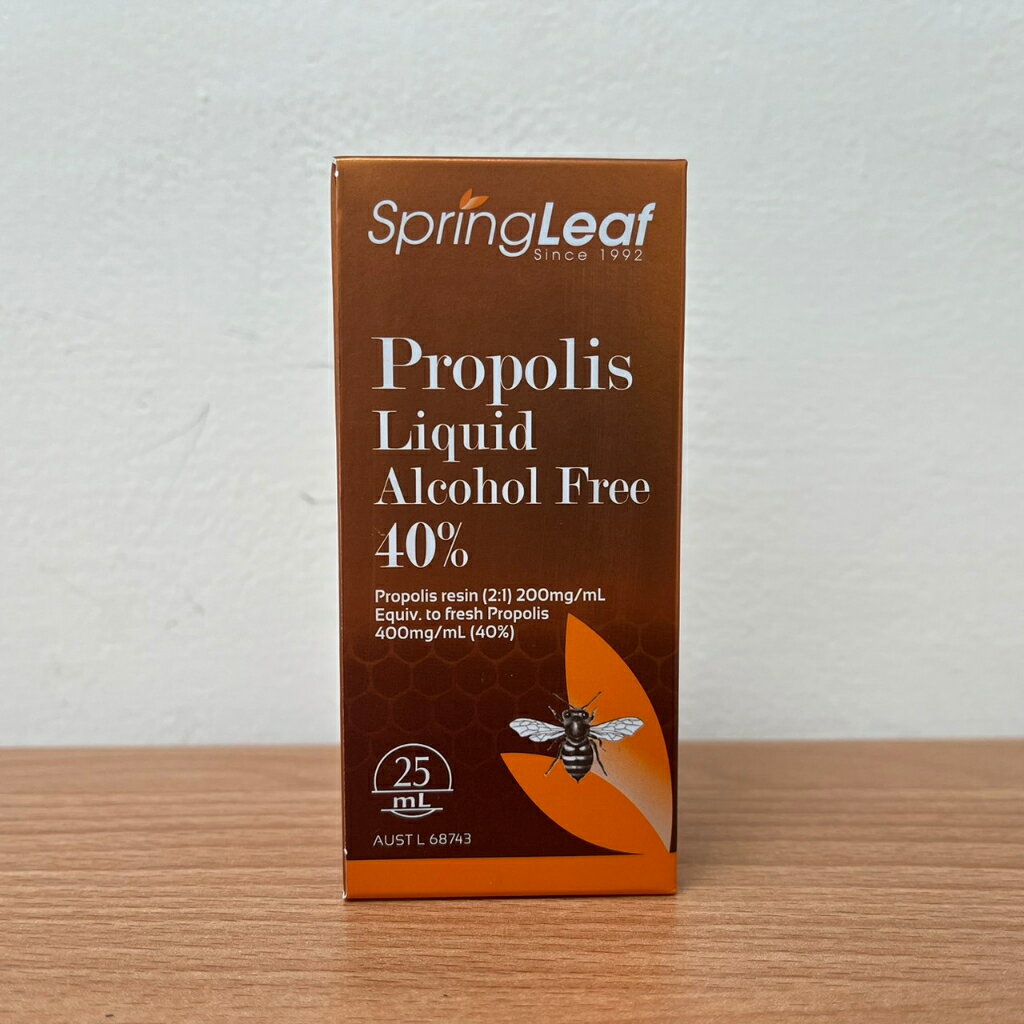 SpringLeaf
Since 1992
Propolis
Liquid
Alcohol Free
40%
Propolis resin (2:1) 200mg/mL
Equiv. to fresh Propolis
400mg/mL (40%)
25
mL
AUST L 68743